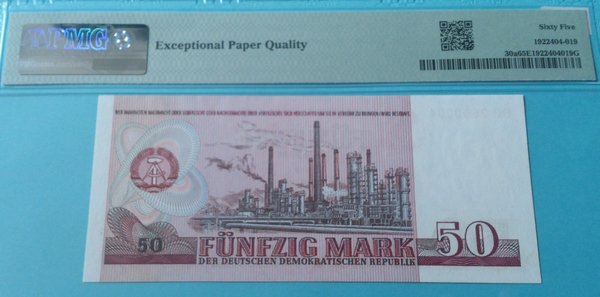 PMG
Exceptional Paper Quality
Sixty Five
1922404-019
30a65E1922404019G
50
FÜNFZIG MARK
DER DEUTSCHEN DEMOKRATISCHEN REPUBLIK
50